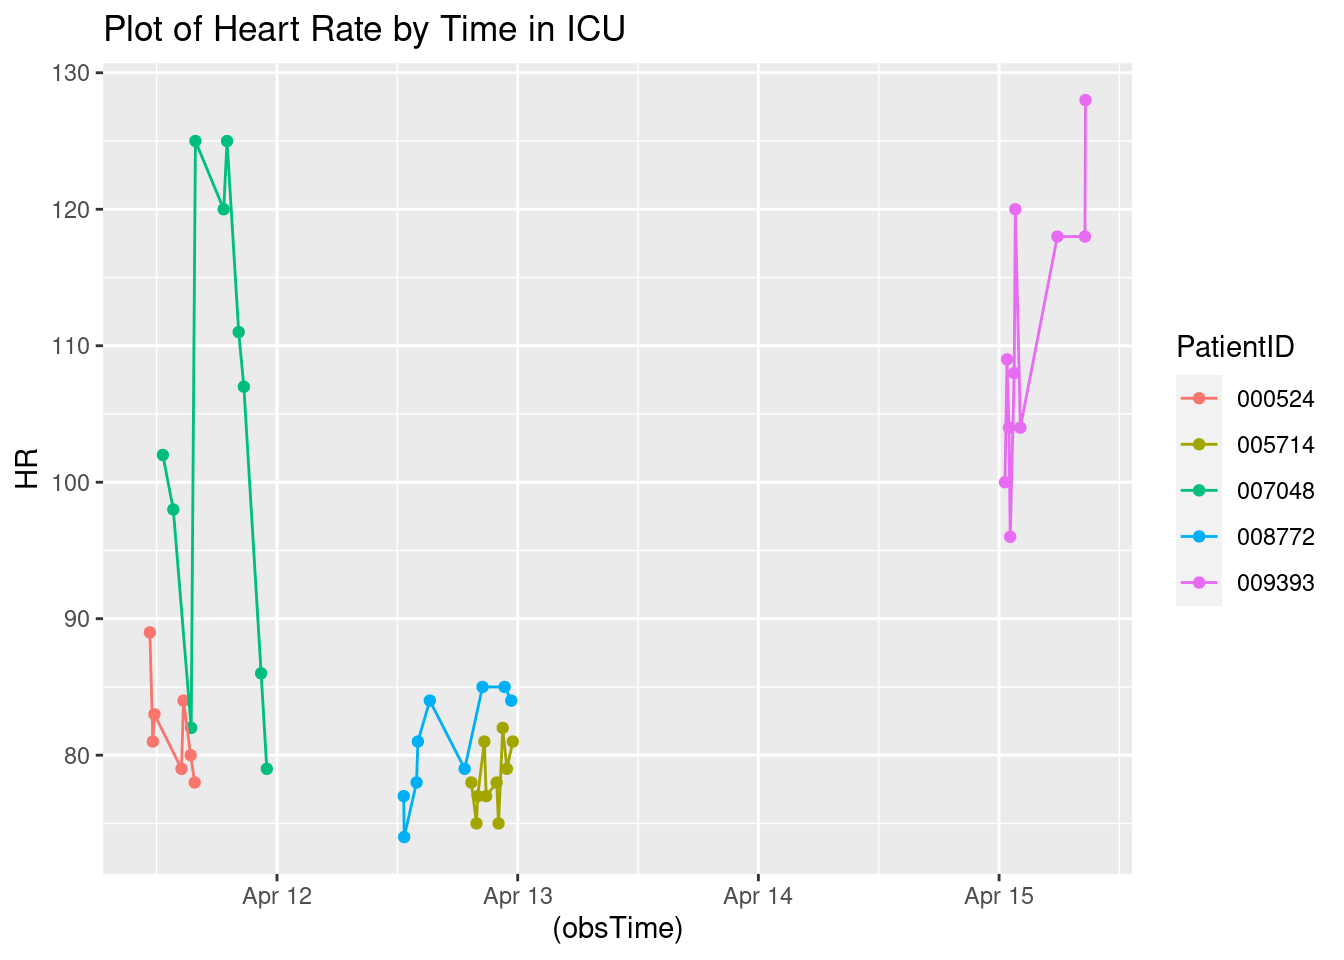 Plot of Heart Rate by Time in ICU
130
120
110
100
90
80
HR
Apr 12
Apr 13
Apr 14
Apr 15
(obsTime)
PatientID
000524
005714
007048
008772
009393